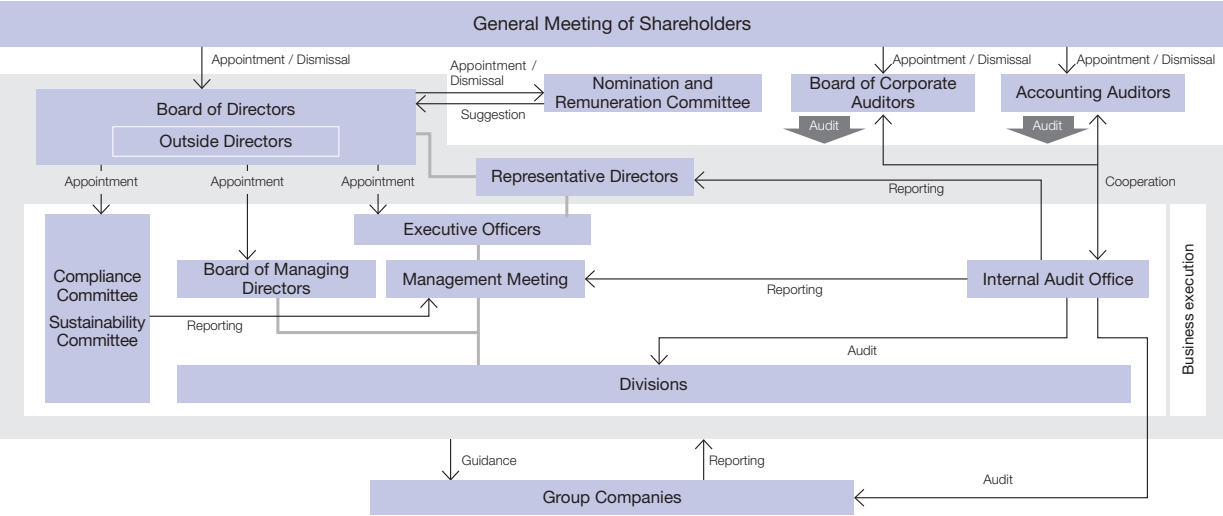 General Meeting of Shareholders
Appointment / Dismissal
Appointment /
Dismissal
Appointment / Dismissal
Appointment / Dismissal
Board of Directors
Outside Directors
Suggestion
Nomination and
Remuneration Committee
Board of Corporate
Auditors
Accounting Auditors
Audit
Audit
Appointment
Appointment
Appointment
Representative Directors
Reporting
Cooperation
Executive Officers
Compliance
Committee
Sustainability
Committee
Board of Managing
Directors
Management Meeting
Reporting
Internal Audit Office
Reporting
Audit
Business execution
Divisions
Guidance
Reporting
Audit
Group Companies